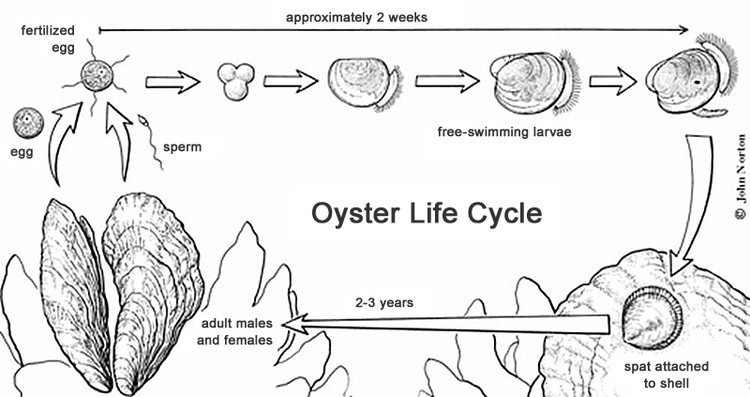 approximately 2 weeks
fertilized
egg
egg
sperm
free-swimming larvae
© John Norton
Oyster Life Cycle
2-3 years
adult males
and females
spat attached
to shell